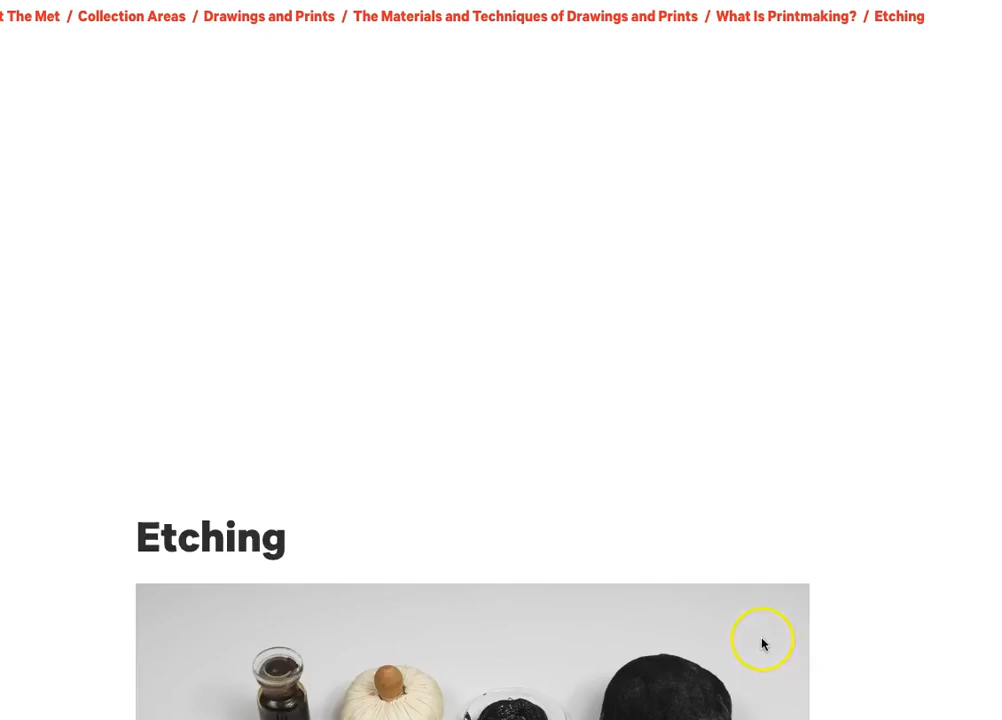 t The Met / Collection Areas / Drawings and Prints / The Materials and Techniques of Drawings and Prints / What Is Printmaking? / Etching
Etching